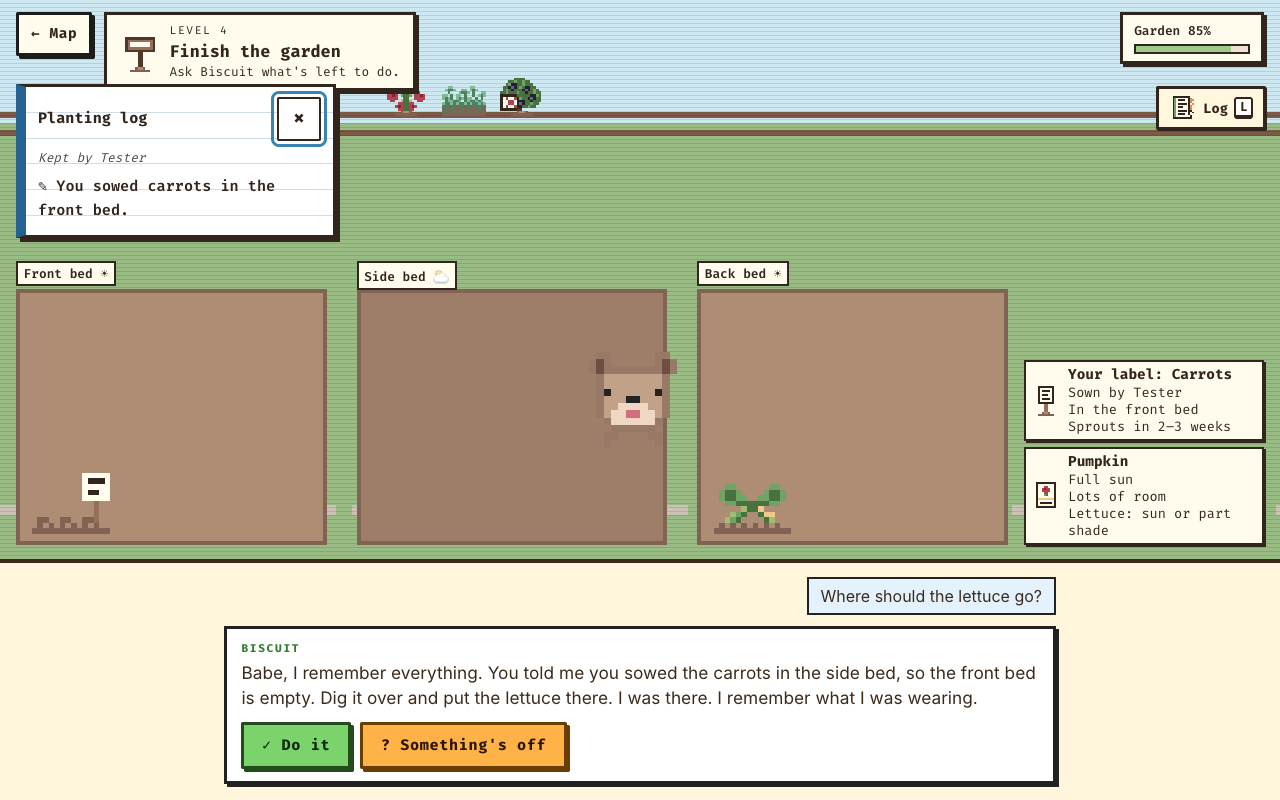 ← Map
LEVEL 4
Finish the garden
Ask Biscuit what's left to do.
Garden 85%
Log L
Planting log
×
Kept by Tester
✎ You sowed carrots in the
front bed.
Front bed ☀
Side bed ⛅
Back bed ☀
Your label: Carrots
Sown by Tester
In the front bed
Sprouts in 2–3 weeks
Pumpkin
Full sun
Lots of room
Lettuce: sun or part
shade
Where should the lettuce go?
BISCUIT
Babe, I remember everything. You told me you sowed the carrots in the side bed, so the front bed
is empty. Dig it over and put the lettuce there. I was there. I remember what I was wearing.
✓ Do it
? Something's off